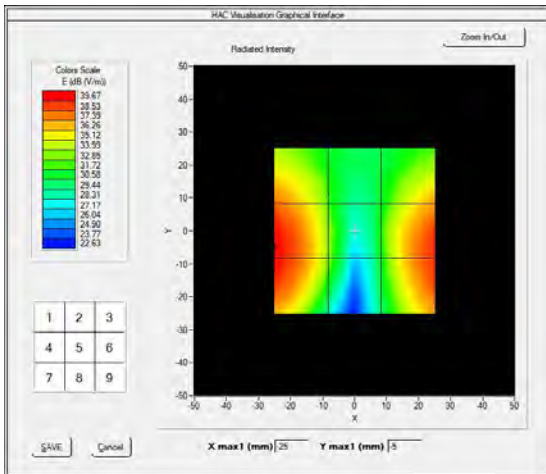 HAC Visualisation Graphical Interface
Zoom In/Out
Radiated Intensity
Colors Scale
E (dB (V/m))
39.67
38.53
37.39
36.26
35.12
33.99
32.85
31.72
30.58
29.44
28.31
27.17
26.04
24.90
23.77
22.63
50
40
30
20
10
0
-10
-20
-30
-40
-50
Y
-50 -40 -30 -20 -10 0 10 20 30 40 50
X
1 2 3
4 5 6
7 8 9
SAVE Cancel
X max1 (mm) -25 Y max1 (mm) -5